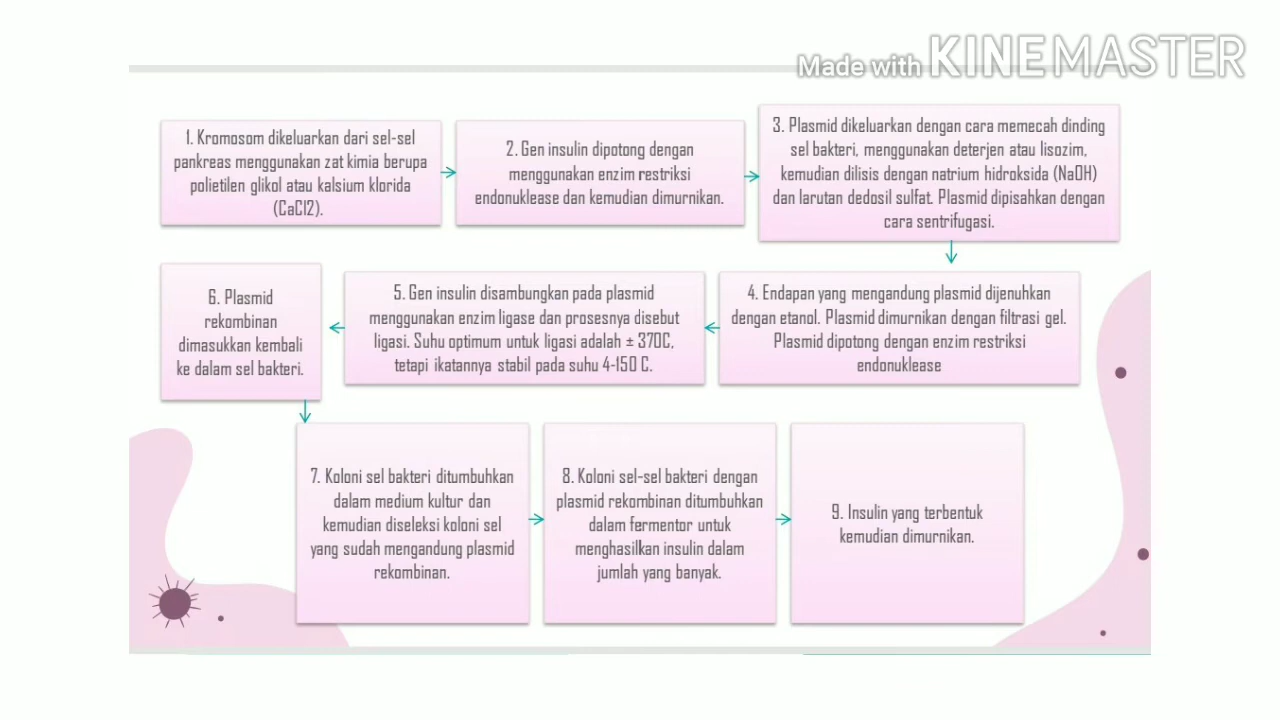 Made with KINEMASTER
1. Kromosom dikeluarkan dari sel-sel
pankreas menggunakan zat kimia berupa
polietilen glikol atau kalsium klorida
(CaCl2).
2. Gen insulin dipotong dengan
menggunakan enzim restriksi
endonuklease dan kemudian dimurnikan.
3. Plasmid dikeluarkan dengan cara memecah dinding
sel bakteri, menggunakan deterjen atau lisozim,
kemudian dilisis dengan natrium hidroksida (NaOH)
dan larutan dedosil sulfat. Plasmid dipisahkan dengan
cara sentrifugasi.
4. Endapan yang mengandung plasmid dijenuhkan
dengan etanol. Plasmid dimurnikan dengan filtrasi gel.
Plasmid dipotong dengan enzim restriksi
endonuklease
5. Gen insulin disambungkan pada plasmid
menggunakan enzim ligase dan prosesnya disebut
ligasi. Suhu optimum untuk ligasi adalah ± 370C,
tetapi ikatannya stabil pada suhu 4-150 C.
6. Plasmid
rekombinan
dimasukkan kembali
ke dalam sel bakteri.
7. Koloni sel bakteri ditumbuhkan
dalam medium kultur dan
kemudian diseleksi koloni sel
yang sudah mengandung plasmid
rekombinan.
8. Koloni sel-sel bakteri dengan
plasmid rekombinan ditumbuhkan
dalam fermentor untuk
menghasilkan insulin dalam
jumlah yang banyak.
9. Insulin yang terbentuk
kemudian dimurnikan.